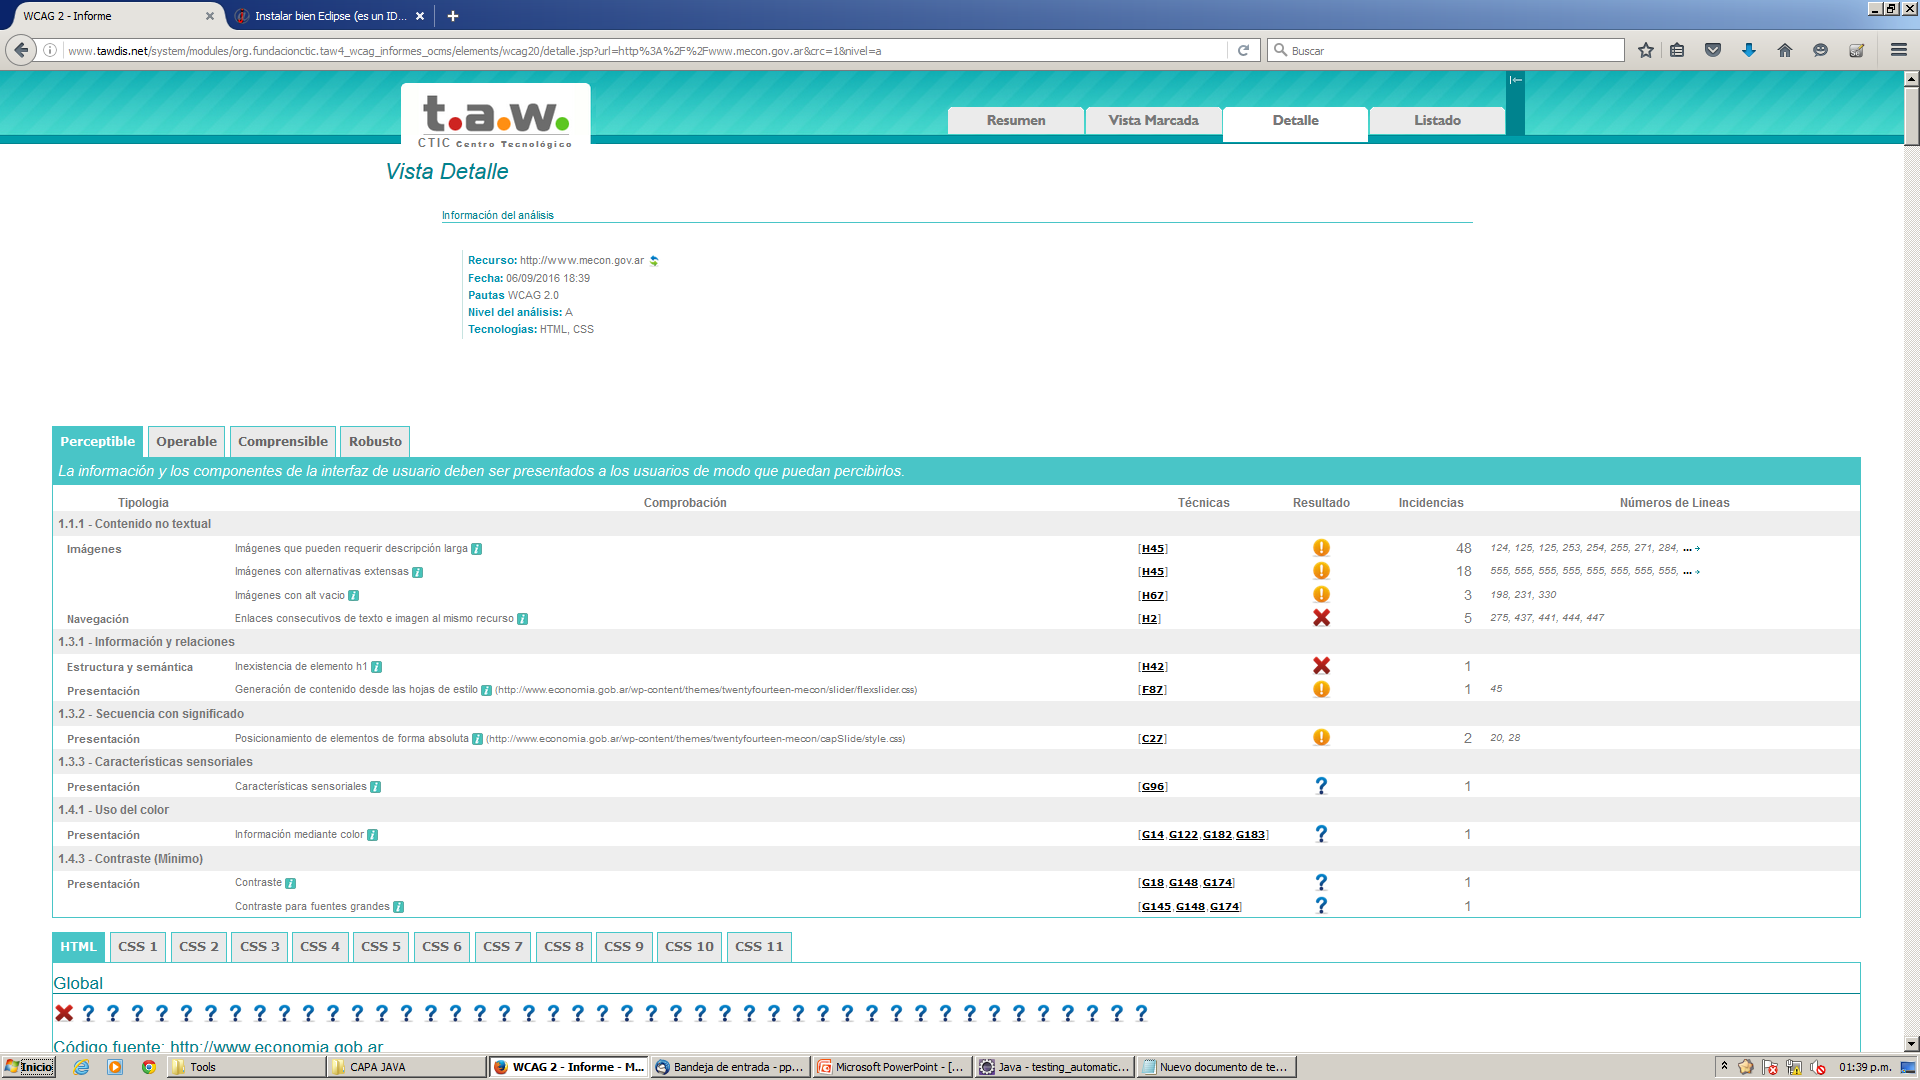 WCAG 2 - Informe
Instalar bien Eclipse (es un ID...
www.tawdis.net/system/modules/org.fundacionctic.taw4_wcag_informes_ocms/elements/wcag20/detalle.jsp?url=http%3A%2F%2Fwww.mecon.gov.ar&crc=1&nivel=a
Buscar
t.a.w.
CTIC Centro Tecnológico
Resumen Vista Marcada Detalle Listado
Vista Detalle
Información del análisis
Recurso: http://www.mecon.gov.ar
Fecha: 06/09/2016 18:39
Pautas WCAG 2.0
Nivel del análisis: A
Tecnologías: HTML, CSS
Perceptible Operable Comprensible Robusto
La información y los componentes de la interfaz de usuario deben ser presentados a los usuarios de modo que puedan percibirlos.
Tipologia Comprobación Técnicas Resultado Incidencias Números de Lineas
1.1.1 - Contenido no textual
Imágenes Imágenes que pueden requerir descripción larga i [H45] ! 48 124, 125, 125, 253, 254, 255, 271, 284, ...
Imágenes con alternativas extensas i [H45] ! 18 555, 555, 555, 555, 555, 555, 555, 555, ...
Imágenes con alt vacio i [H67] ! 3 198, 231, 330
Navegación Enlaces consecutivos de texto e imagen al mismo recurso i [H2] 5 275, 437, 441, 444, 447
1.3.1 - Información y relaciones
Estructura y semántica Inexistencia de elemento h1 i [H42] 1
Presentación Generación de contenido desde las hojas de estilo i (http://www.economia.gob.ar/wp-content/themes/twentyfourteen-mecon/slider/flexslider.css) [F87] ! 1 45
1.3.2 - Secuencia con significado
Presentación Posicionamiento de elementos de forma absoluta i (http://www.economia.gob.ar/wp-content/themes/twentyfourteen-mecon/capSlide/style.css) [C27] ! 2 20, 28
1.3.3 - Características sensoriales
Presentación Características sensoriales i [G96] ? 1
1.4.1 - Uso del color
Presentación Información mediante color i [G14,G122,G182,G183] ? 1
1.4.3 - Contraste (Mínimo)
Presentación Contraste i [G18,G148,G174] ? 1
Contraste para fuentes grandes i [G145,G148,G174] ? 1
HTML CSS 1 CSS 2 CSS 3 CSS 4 CSS 5 CSS 6 CSS 7 CSS 8 CSS 9 CSS 10 CSS 11
Global
? ? ? ? ? ? ? ? ? ? ? ? ? ? ? ? ? ? ? ? ? ? ? ? ? ? ? ? ? ? ? ? ? ? ? ? ? ? ? ? ? ? ? ?
Código fuente: http://www.economia.gob.ar
Inicio Tools CAPA JAVA WCAG 2 - Informe - M... Bandeja de entrada - pp... Microsoft PowerPoint - [... Java - testing_automatic... Nuevo documento de te... 01:39 p.m.